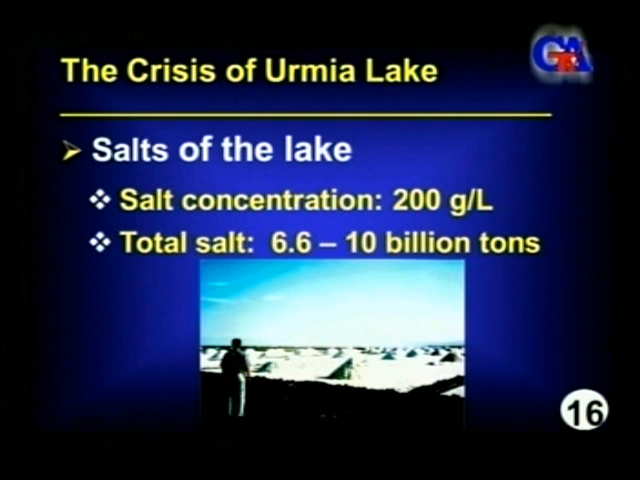 The Crisis of Urmia Lake
Salts of the lake
Salt concentration: 200 g/L
Total salt: 6.6 – 10 billion tons
16